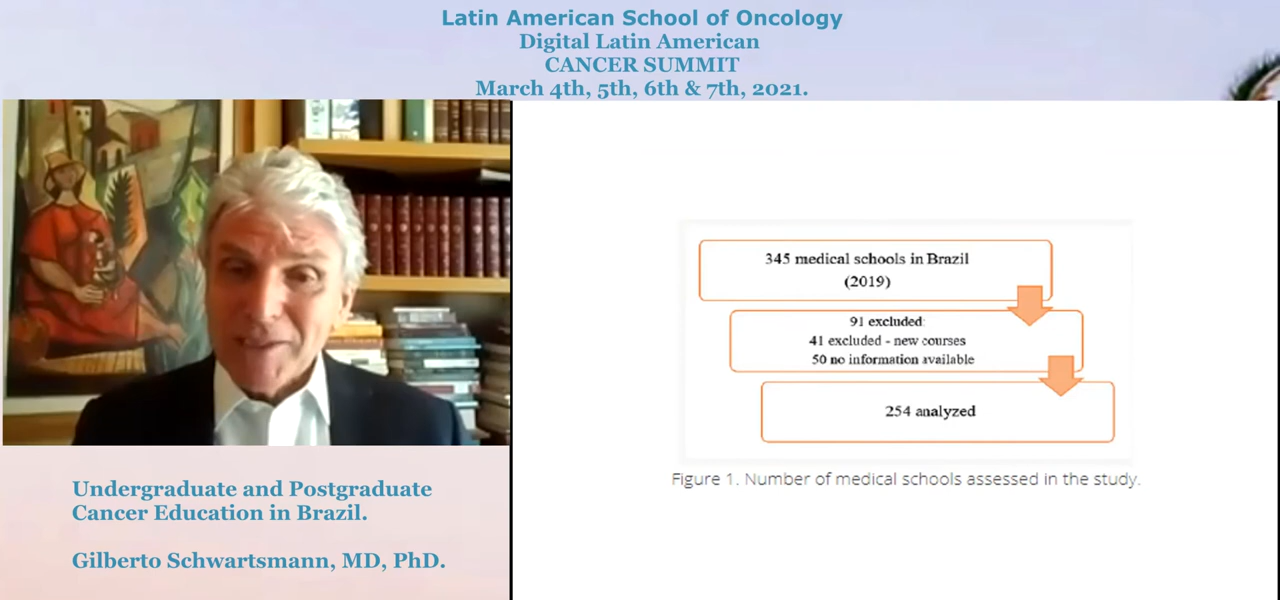 Latin American School of Oncology
Digital Latin American
CANCER SUMMIT
March 4th, 5th, 6th & 7th, 2021.
Undergraduate and Postgraduate
Cancer Education in Brazil.
Gilberto Schwartsmann, MD, PhD.
345 medical schools in Brazil
(2019)
91 excluded:
41 excluded - new courses
50 no information available
254 analyzed
Figure 1. Number of medical schools assessed in the study.